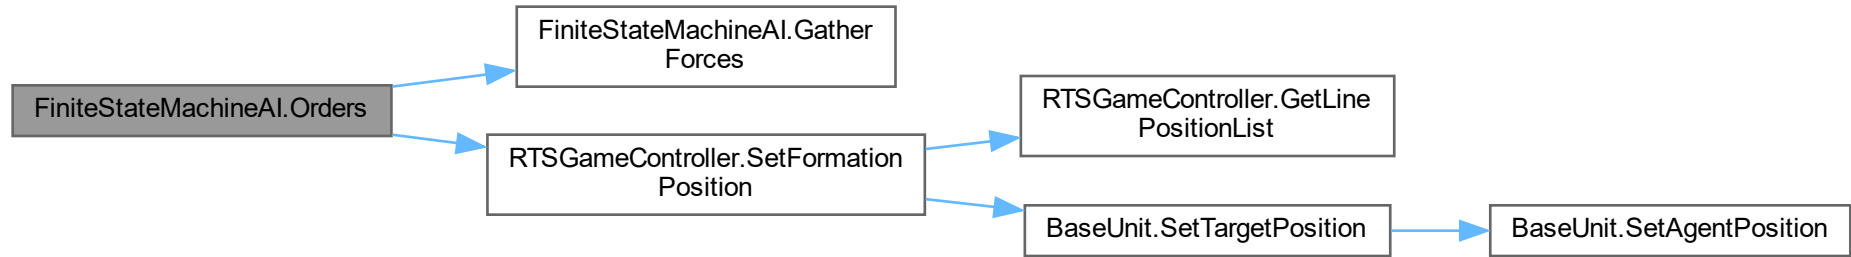 FiniteStateMachineAI.Orders
FiniteStateMachineAI.Gather
Forces
RTSGameController.SetFormation
Position
RTSGameController.GetLine
PositionList
BaseUnit.SetTargetPosition
BaseUnit.SetAgentPosition